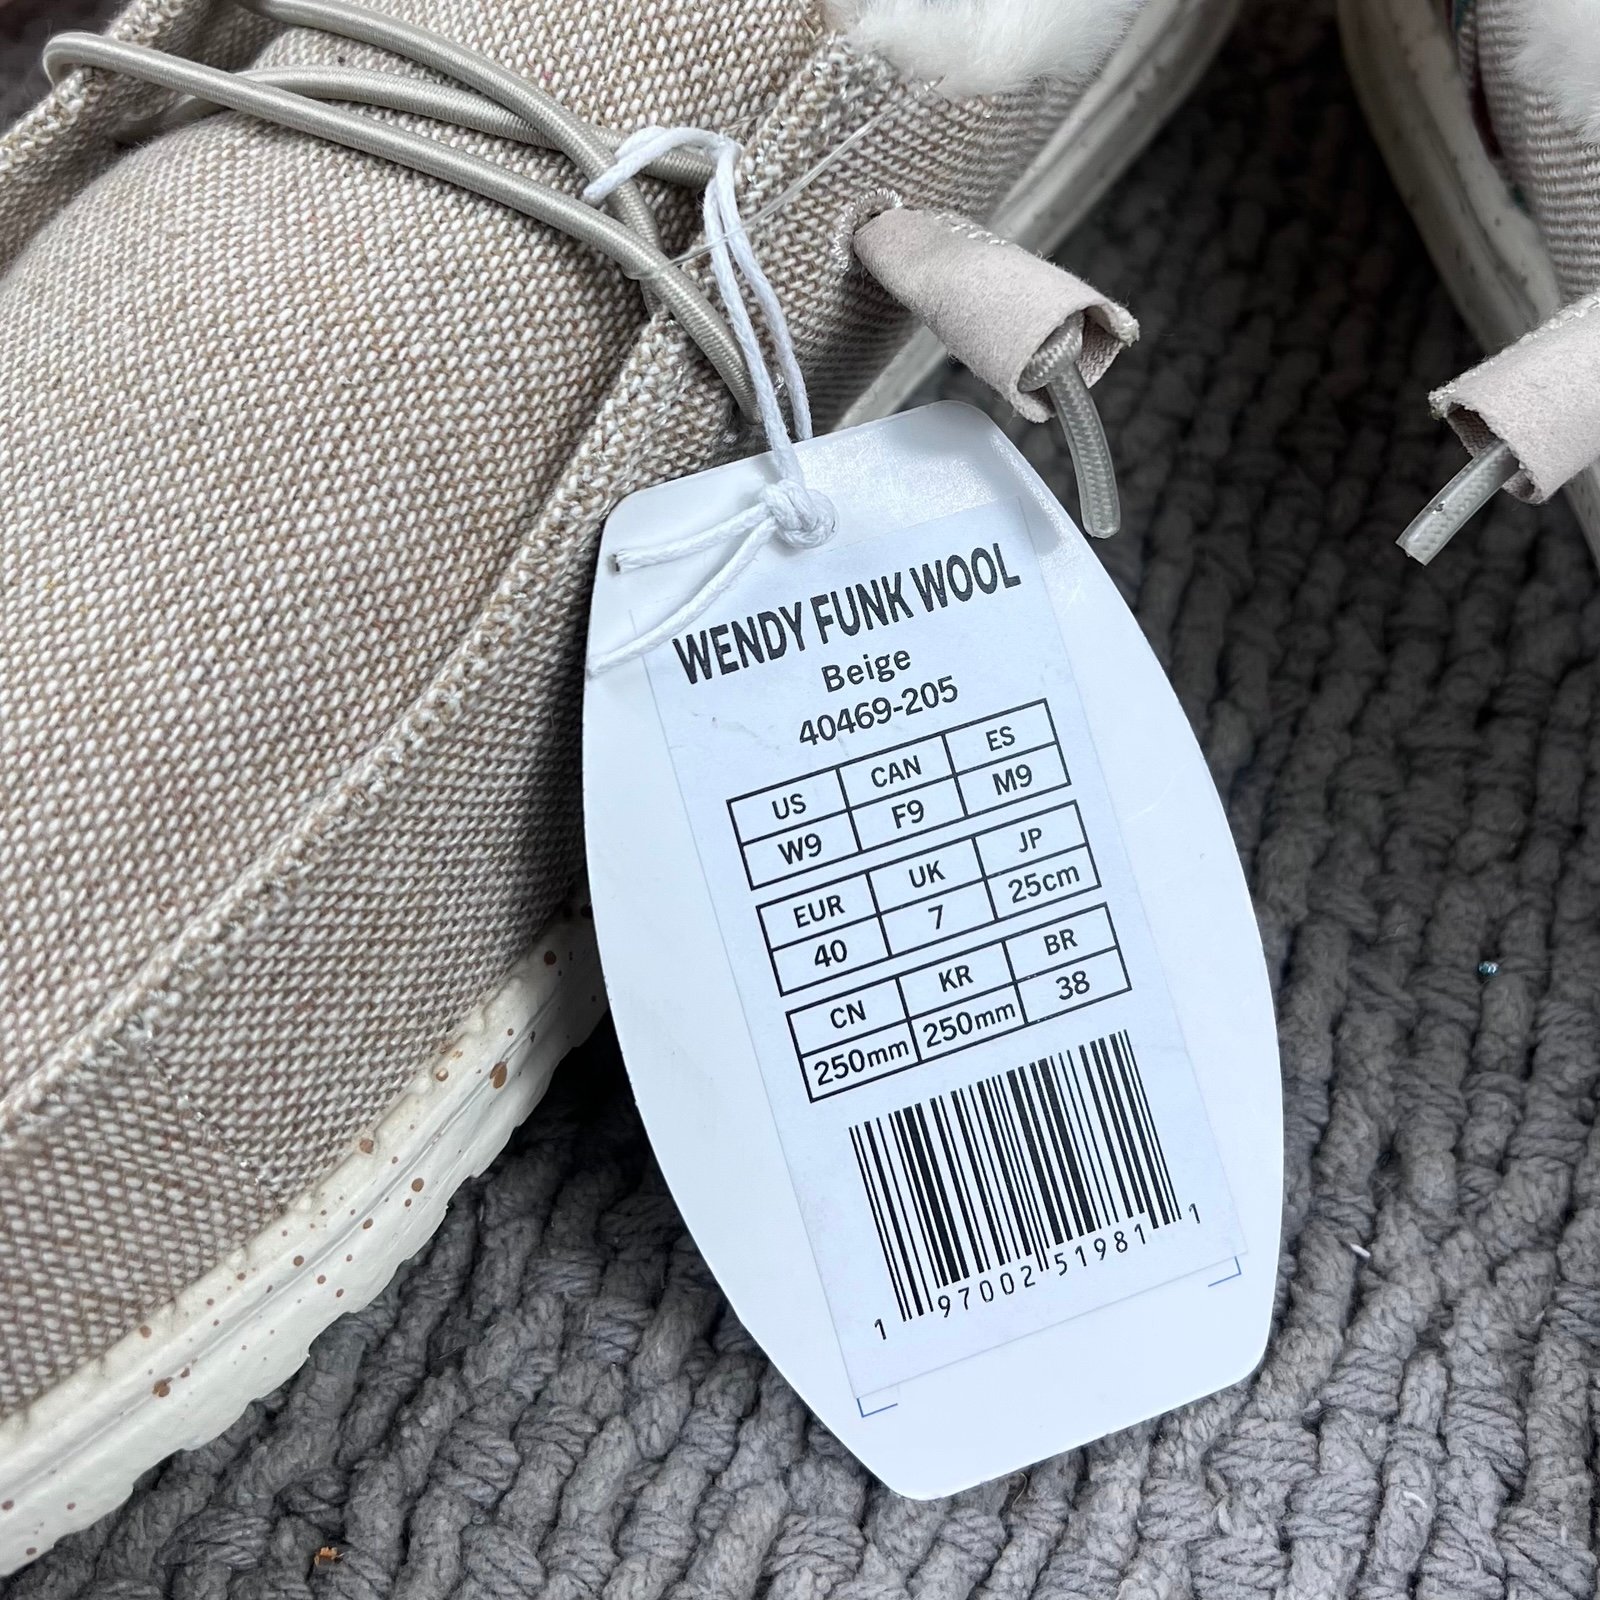 WENDY FUNK WOOL
Beige
40469-205
US CAN ES
W9 F9 M9
EUR UK JP
40 7 25cm
CN KR BR
250mm 250mm 38
1 97002 51981 1